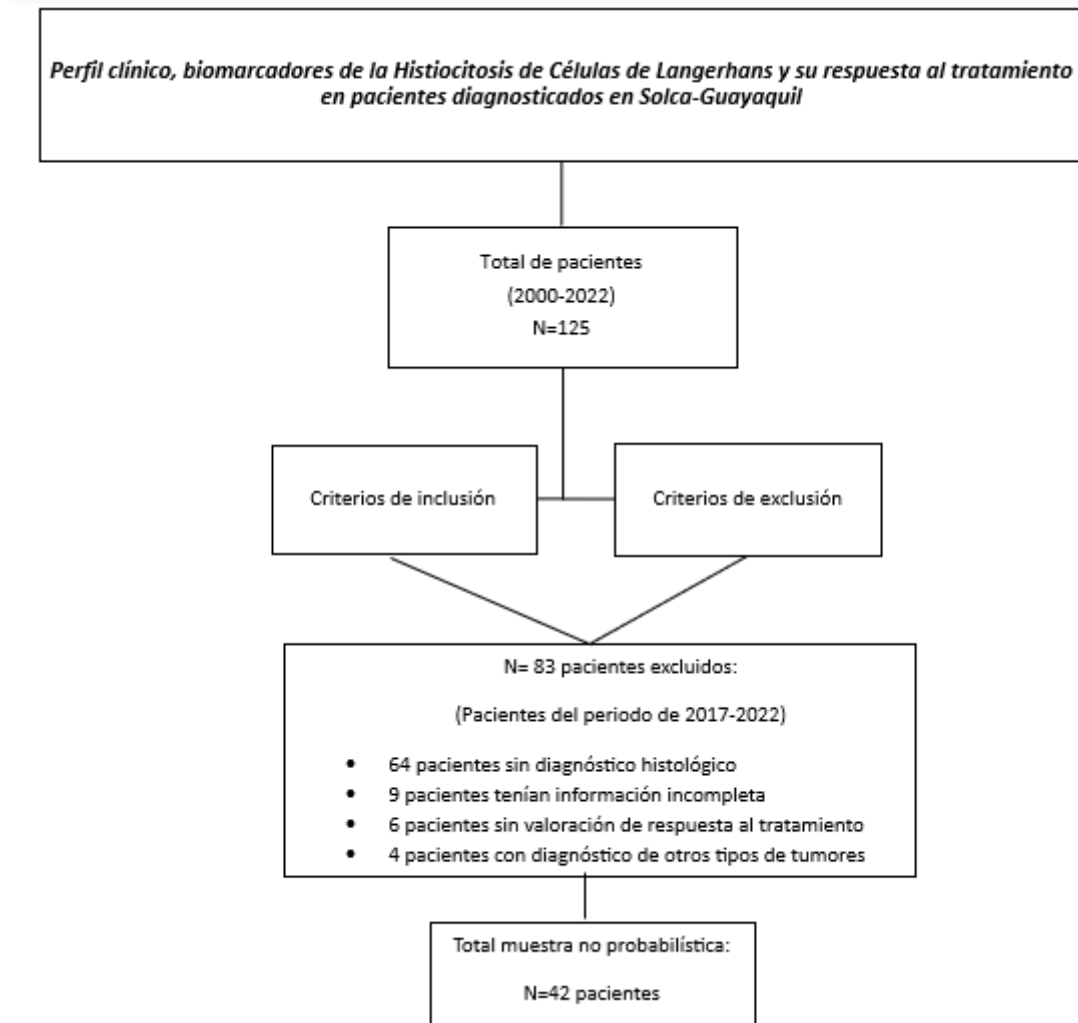 Perfil clínico, biomarcadores de la Histiocitosis de Células de Langerhans y su respuesta al tratamiento
en pacientes diagnosticados en Solca-Guayaquil
Total de pacientes
(2000-2022)
N=125
Criterios de inclusión
Criterios de exclusión
N= 83 pacientes excluidos:
(Pacientes del periodo de 2017-2022)
• 64 pacientes sin diagnóstico histológico
• 9 pacientes tenían información incompleta
• 6 pacientes sin valoración de respuesta al tratamiento
• 4 pacientes con diagnóstico de otros tipos de tumores
Total muestra no probabilística:
N=42 pacientes